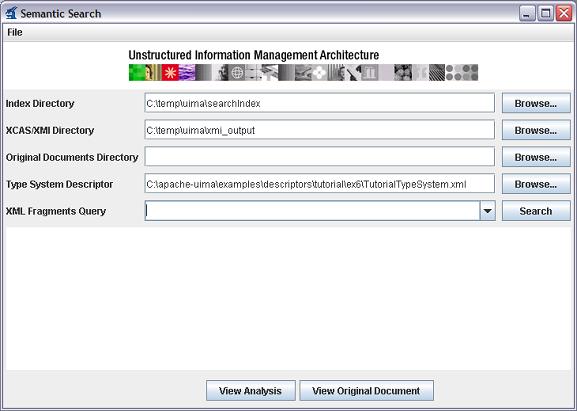 Semantic Search
File
Unstructured Information Management Architecture
Index Directory C:\temp\uima\searchIndex Browse...
XCAS/XMI Directory C:\temp\uima\xmi_output Browse...
Original Documents Directory Browse...
Type System Descriptor C:\apache-uima\examples\descriptors\tutorial\ex6\TutorialTypeSystem.xml Browse...
XML Fragments Query Search
View Analysis View Original Document